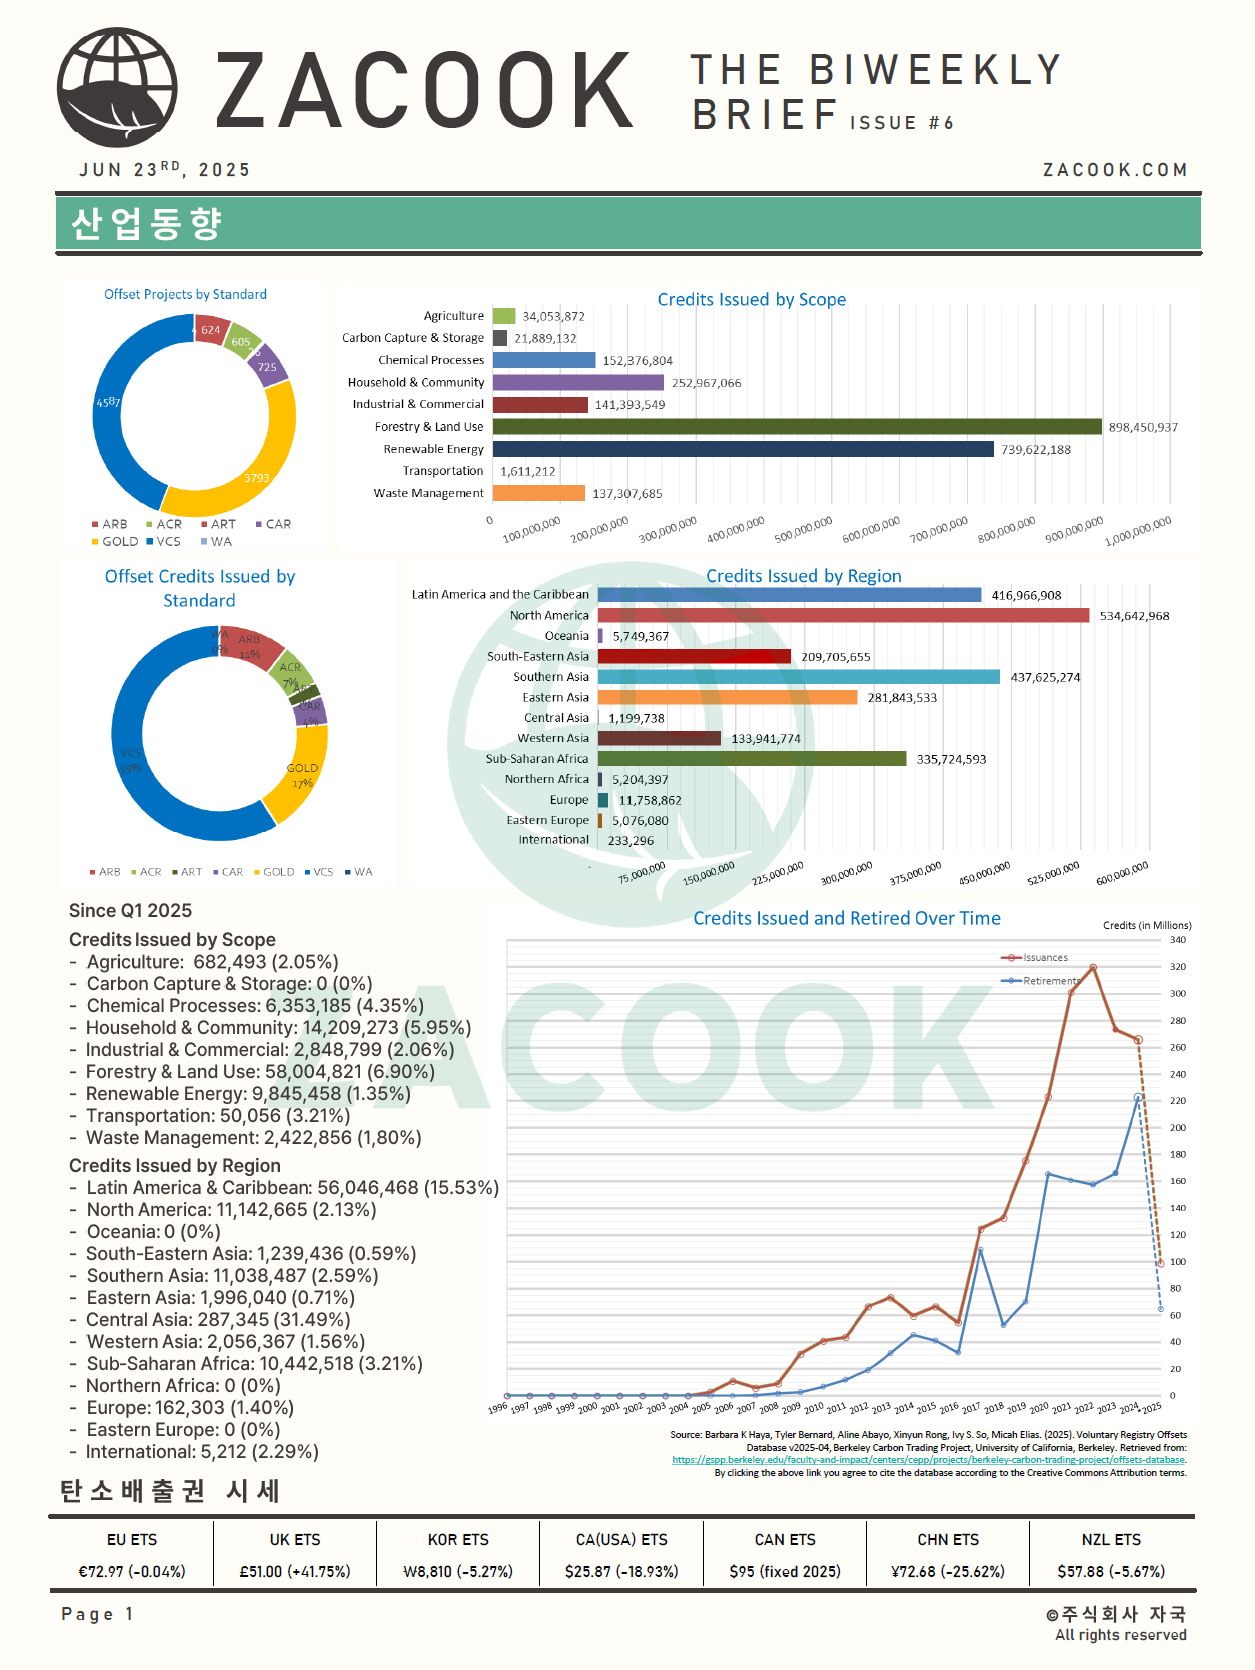 ZACOOK
THE BIWEEKLY
BRIEF ISSUE #6
JUN 23RD, 2025
ZACOOK.COM
산업동향
Offset Projects by Standard
4 624
605
26
725
4587
3793
ARB ACR ART CAR
GOLD VCS WA
Credits Issued by Scope
Agriculture 34,053,872
Carbon Capture & Storage 21,889,132
Chemical Processes 152,376,804
Household & Community 252,967,066
Industrial & Commercial 141,393,549
Forestry & Land Use 898,450,937
Renewable Energy 739,622,188
Transportation 1,611,212
Waste Management 137,307,685
0 100,000,000 200,000,000 300,000,000 400,000,000 500,000,000 600,000,000 700,000,000 800,000,000 900,000,000 1,000,000,000
Offset Credits Issued by
Standard
WA
0%
ARB
11%
ACR
7%
CAR
4%
VCS
59%
GOLD
17%
ARB ACR ART CAR GOLD VCS WA
Credits Issued by Region
Latin America and the Caribbean 416,966,908
North America 534,642,968
Oceania 5,749,367
South-Eastern Asia 209,705,655
Southern Asia 437,625,274
Eastern Asia 281,843,533
Central Asia 1,199,738
Western Asia 133,941,774
Sub-Saharan Africa 335,724,593
Northern Africa 5,204,397
Europe 11,758,862
Eastern Europe 5,076,080
International 233,296
- 75,000,000 150,000,000 225,000,000 300,000,000 375,000,000 450,000,000 525,000,000 600,000,000
Since Q1 2025
Credits Issued by Scope
- Agriculture: 682,493 (2.05%)
- Carbon Capture & Storage: 0 (0%)
- Chemical Processes: 6,353,185 (4.35%)
- Household & Community: 14,209,273 (5.95%)
- Industrial & Commercial: 2,848,799 (2.06%)
- Forestry & Land Use: 58,004,821 (6.90%)
- Renewable Energy: 9,845,458 (1.35%)
- Transportation: 50,056 (3.21%)
- Waste Management: 2,422,856 (1,80%)
Credits Issued by Region
- Latin America & Caribbean: 56,046,468 (15.53%)
- North America: 11,142,665 (2.13%)
- Oceania: 0 (0%)
- South-Eastern Asia: 1,239,436 (0.59%)
- Southern Asia: 11,038,487 (2.59%)
- Eastern Asia: 1,996,040 (0.71%)
- Central Asia: 287,345 (31.49%)
- Western Asia: 2,056,367 (1.56%)
- Sub-Saharan Africa: 10,442,518 (3.21%)
- Northern Africa: 0 (0%)
- Europe: 162,303 (1.40%)
- Eastern Europe: 0 (0%)
- International: 5,212 (2.29%)
ZACOOK
Credits Issued and Retired Over Time
Credits (in Millions)
Issuances
Retirements
340
320
300
280
260
240
220
200
180
160
140
120
100
80
60
40
20
0
1996 1997 1998 1999 2000 2001 2002 2003 2004 2005 2006 2007 2008 2009 2010 2011 2012 2013 2014 2015 2016 2017 2018 2019 2020 2021 2022 2023 2024 2025
Source: Barbara K Haya, Tyler Bernard, Aline Abayo, Xinyun Rong, Ivy S. So, Micah Elias. (2025). Voluntary Registry Offsets
Database v2025-04, Berkeley Carbon Trading Project, University of California, Berkeley. Retrieved from:
https://gspp.berkeley.edu/faculty-and-impact/centers/cepp/projects/berkeley-carbon-trading-project/offsets-database.
By clicking the above link you agree to cite the database according to the Creative Commons Attribution terms.
탄소배출권 시세
EU ETS UK ETS KOR ETS CA(USA) ETS CAN ETS CHN ETS NZL ETS
€72.97 (-0.04%) £51.00 (+41.75%) ₩8,810 (-5.27%) $25.87 (-18.93%) $95 (fixed 2025) ¥72.68 (-25.62%) $57.88 (-5.67%)
Page 1
©주식회사 자국
All rights reserved